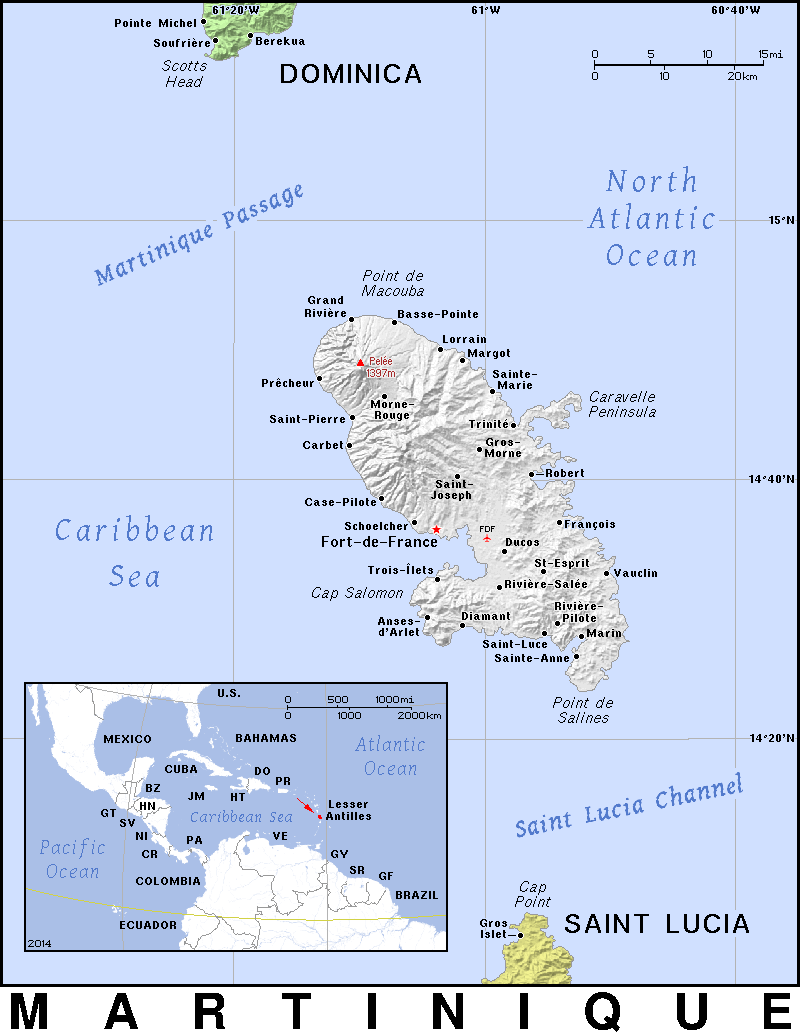 61°20'W
61°W
60°40'W
Pointe Michel
Soufrière
Berekua
Scotts
Head
DOMINICA
0 5 10 15mi
0 10 20km
Martinique Passage
North
Atlantic
Ocean
15°N
Point de
Macouba
Grand
Rivière
Basse-Pointe
Lorrain
Margot
Pelée
1397m
Sainte-
Marie
Prêcheur
Morne-
Rouge
Caravelle
Peninsula
Saint-Pierre
Trinité
Carbet
Gros-
Morne
Robert
14°40'N
Saint-
Joseph
Case-Pilote
Schoelcher
François
FDF
Fort-de-France
Ducos
Caribbean
Sea
St-Esprit
Trois-Îlets
Vauclin
Rivière-Salée
Cap Salomon
Rivière-
Pilote
Anses-
d'Arlet
Diamant
Marin
Saint-Luce
Sainte-Anne
Point de
Salines
14°20'N
U.S.
0 500 1000mi
0 1000 2000km
MEXICO
BAHAMAS
Atlantic
Ocean
CUBA
DO
PR
BZ
JM
HT
HN
Lesser
Antilles
GT
SV
Caribbean Sea
NI
PA
VE
CR
Pacific
Ocean
GY
SR
GF
COLOMBIA
BRAZIL
ECUADOR
2014
Saint Lucia Channel
Cap
Point
Gros
Islet
SAINT LUCIA
MARTINIQUE